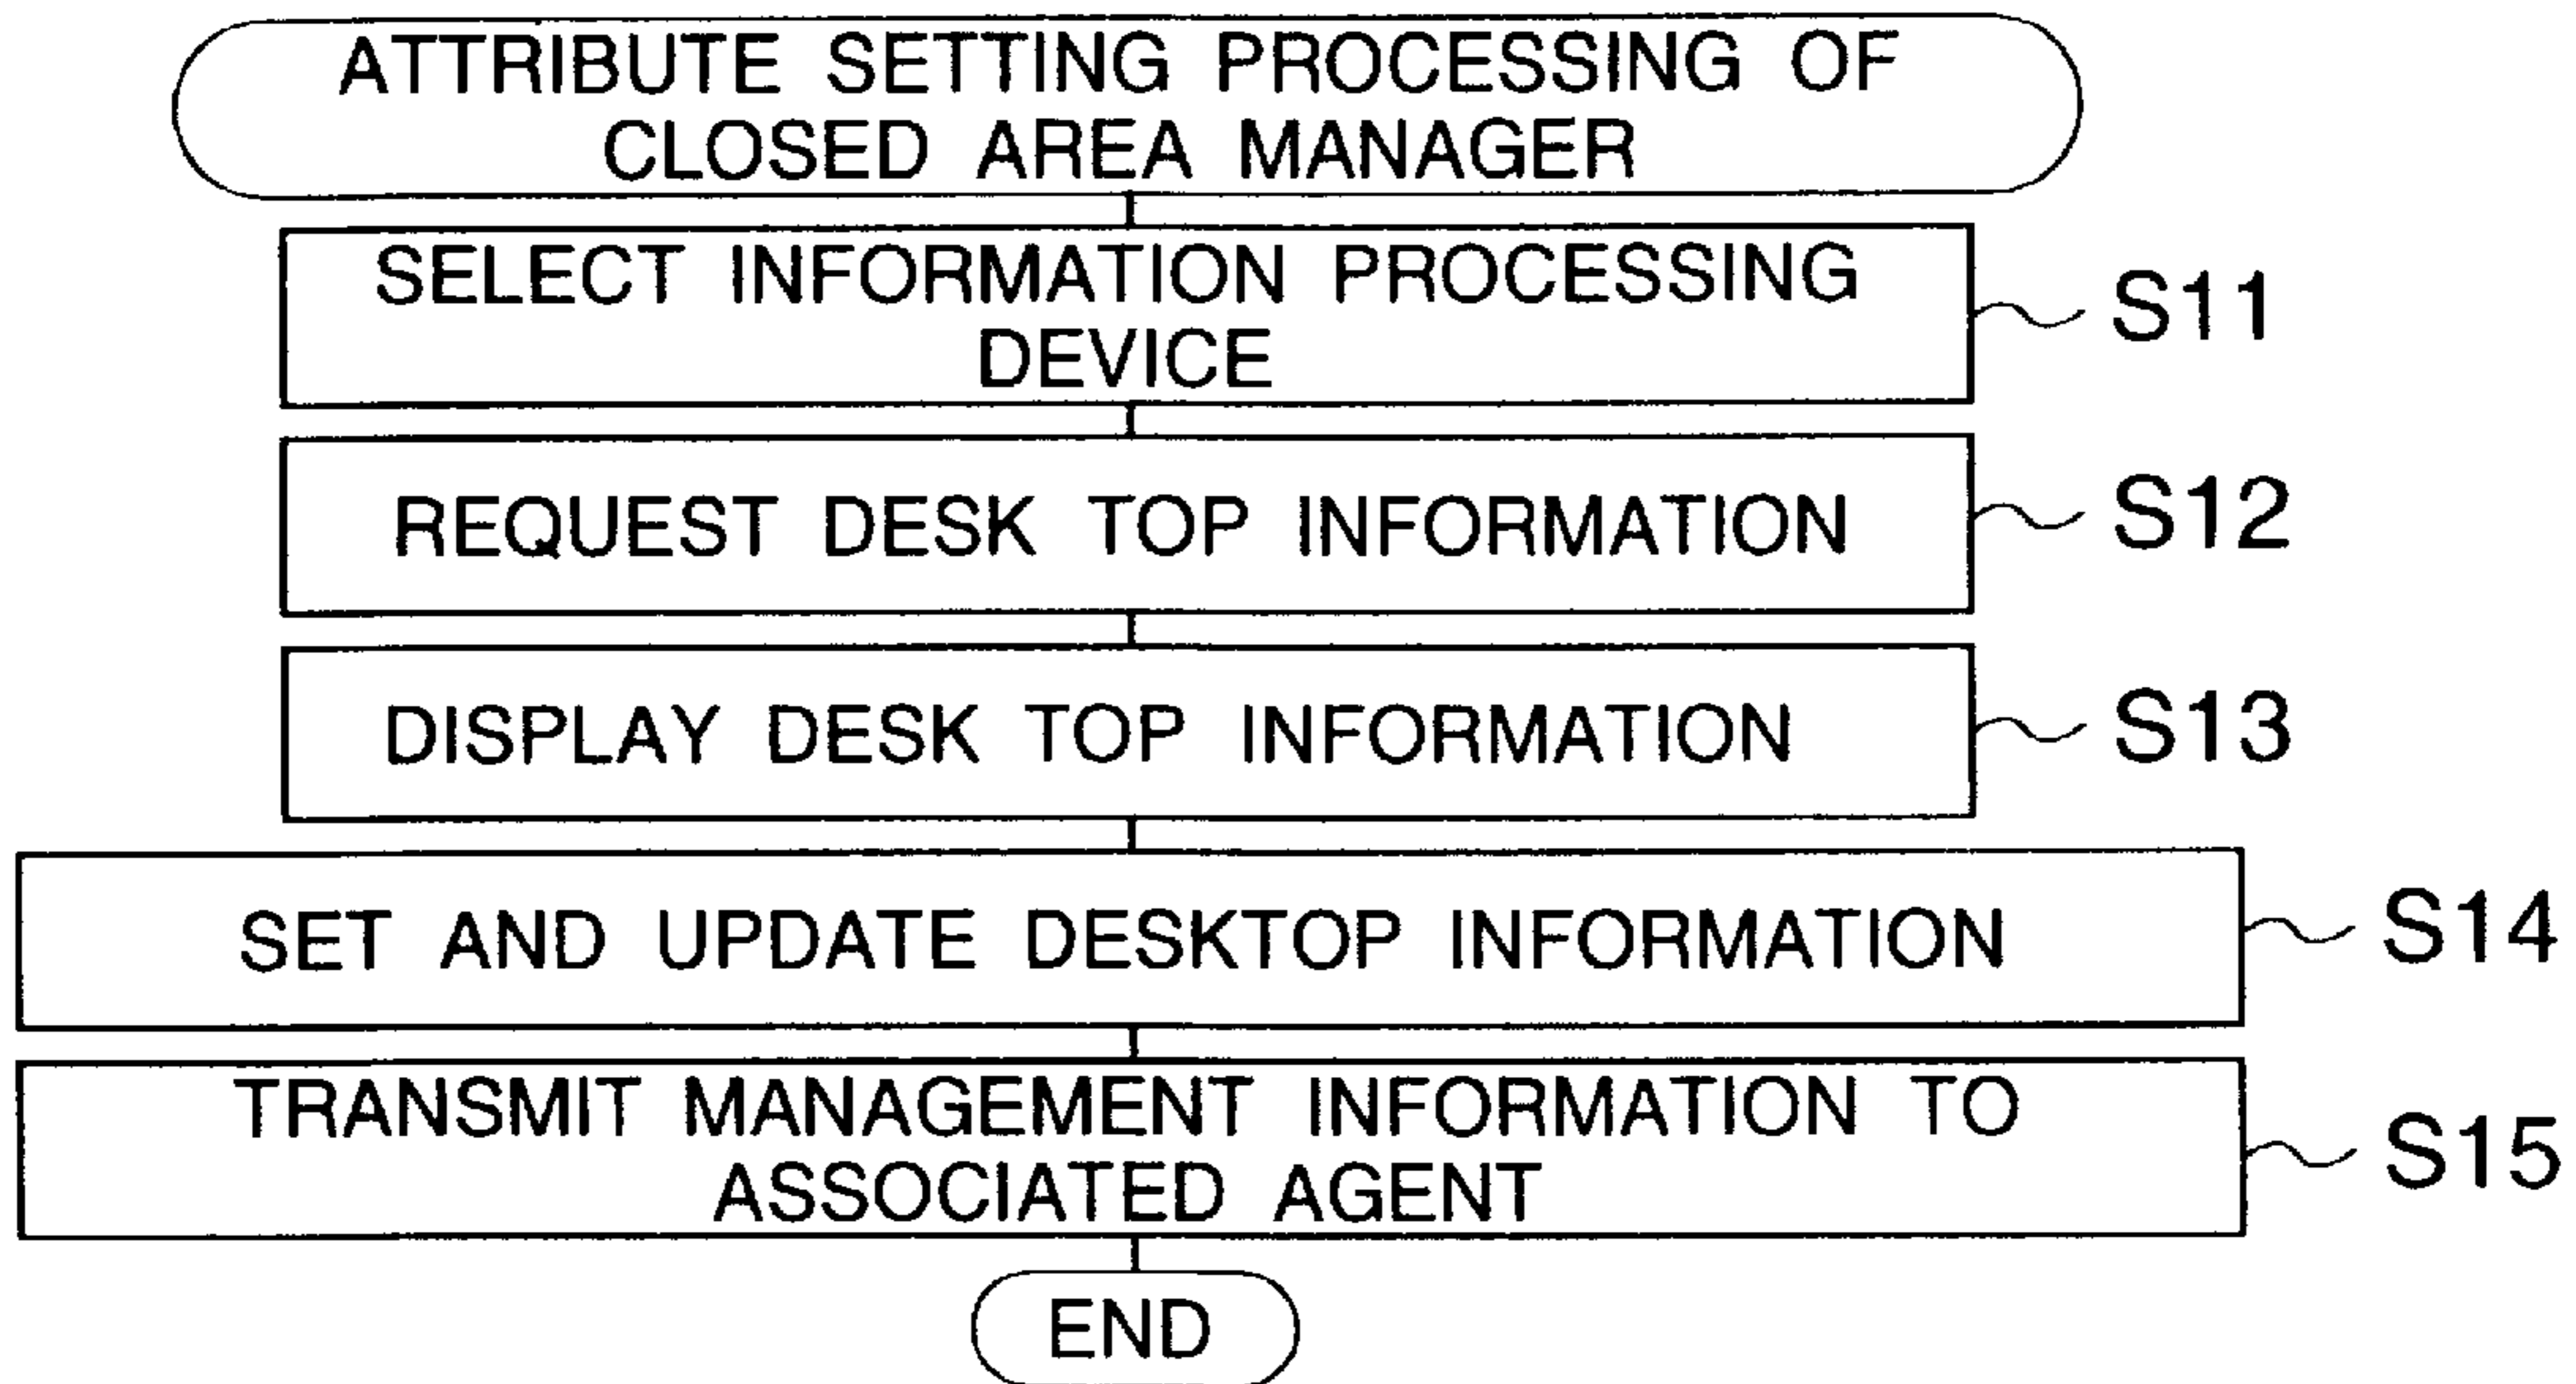 ATTRIBUTE SETTING PROCESSING OF
CLOSED AREA MANAGER
SELECT INFORMATION PROCESSING
DEVICE
S11
REQUEST DESK TOP INFORMATION
S12
DISPLAY DESK TOP INFORMATION
S13
SET AND UPDATE DESKTOP INFORMATION
S14
TRANSMIT MANAGEMENT INFORMATION TO
ASSOCIATED AGENT
S15
END